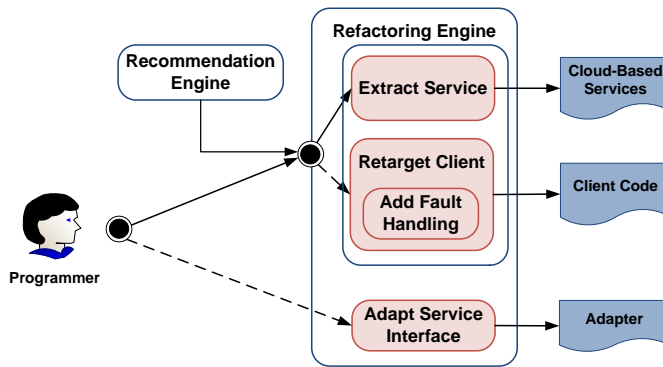 Refactoring Engine
Recommendation
Engine
Extract Service
Cloud-Based
Services
Retarget Client
Add Fault
Handling
Client Code
Programmer
Adapt Service
Interface
Adapter